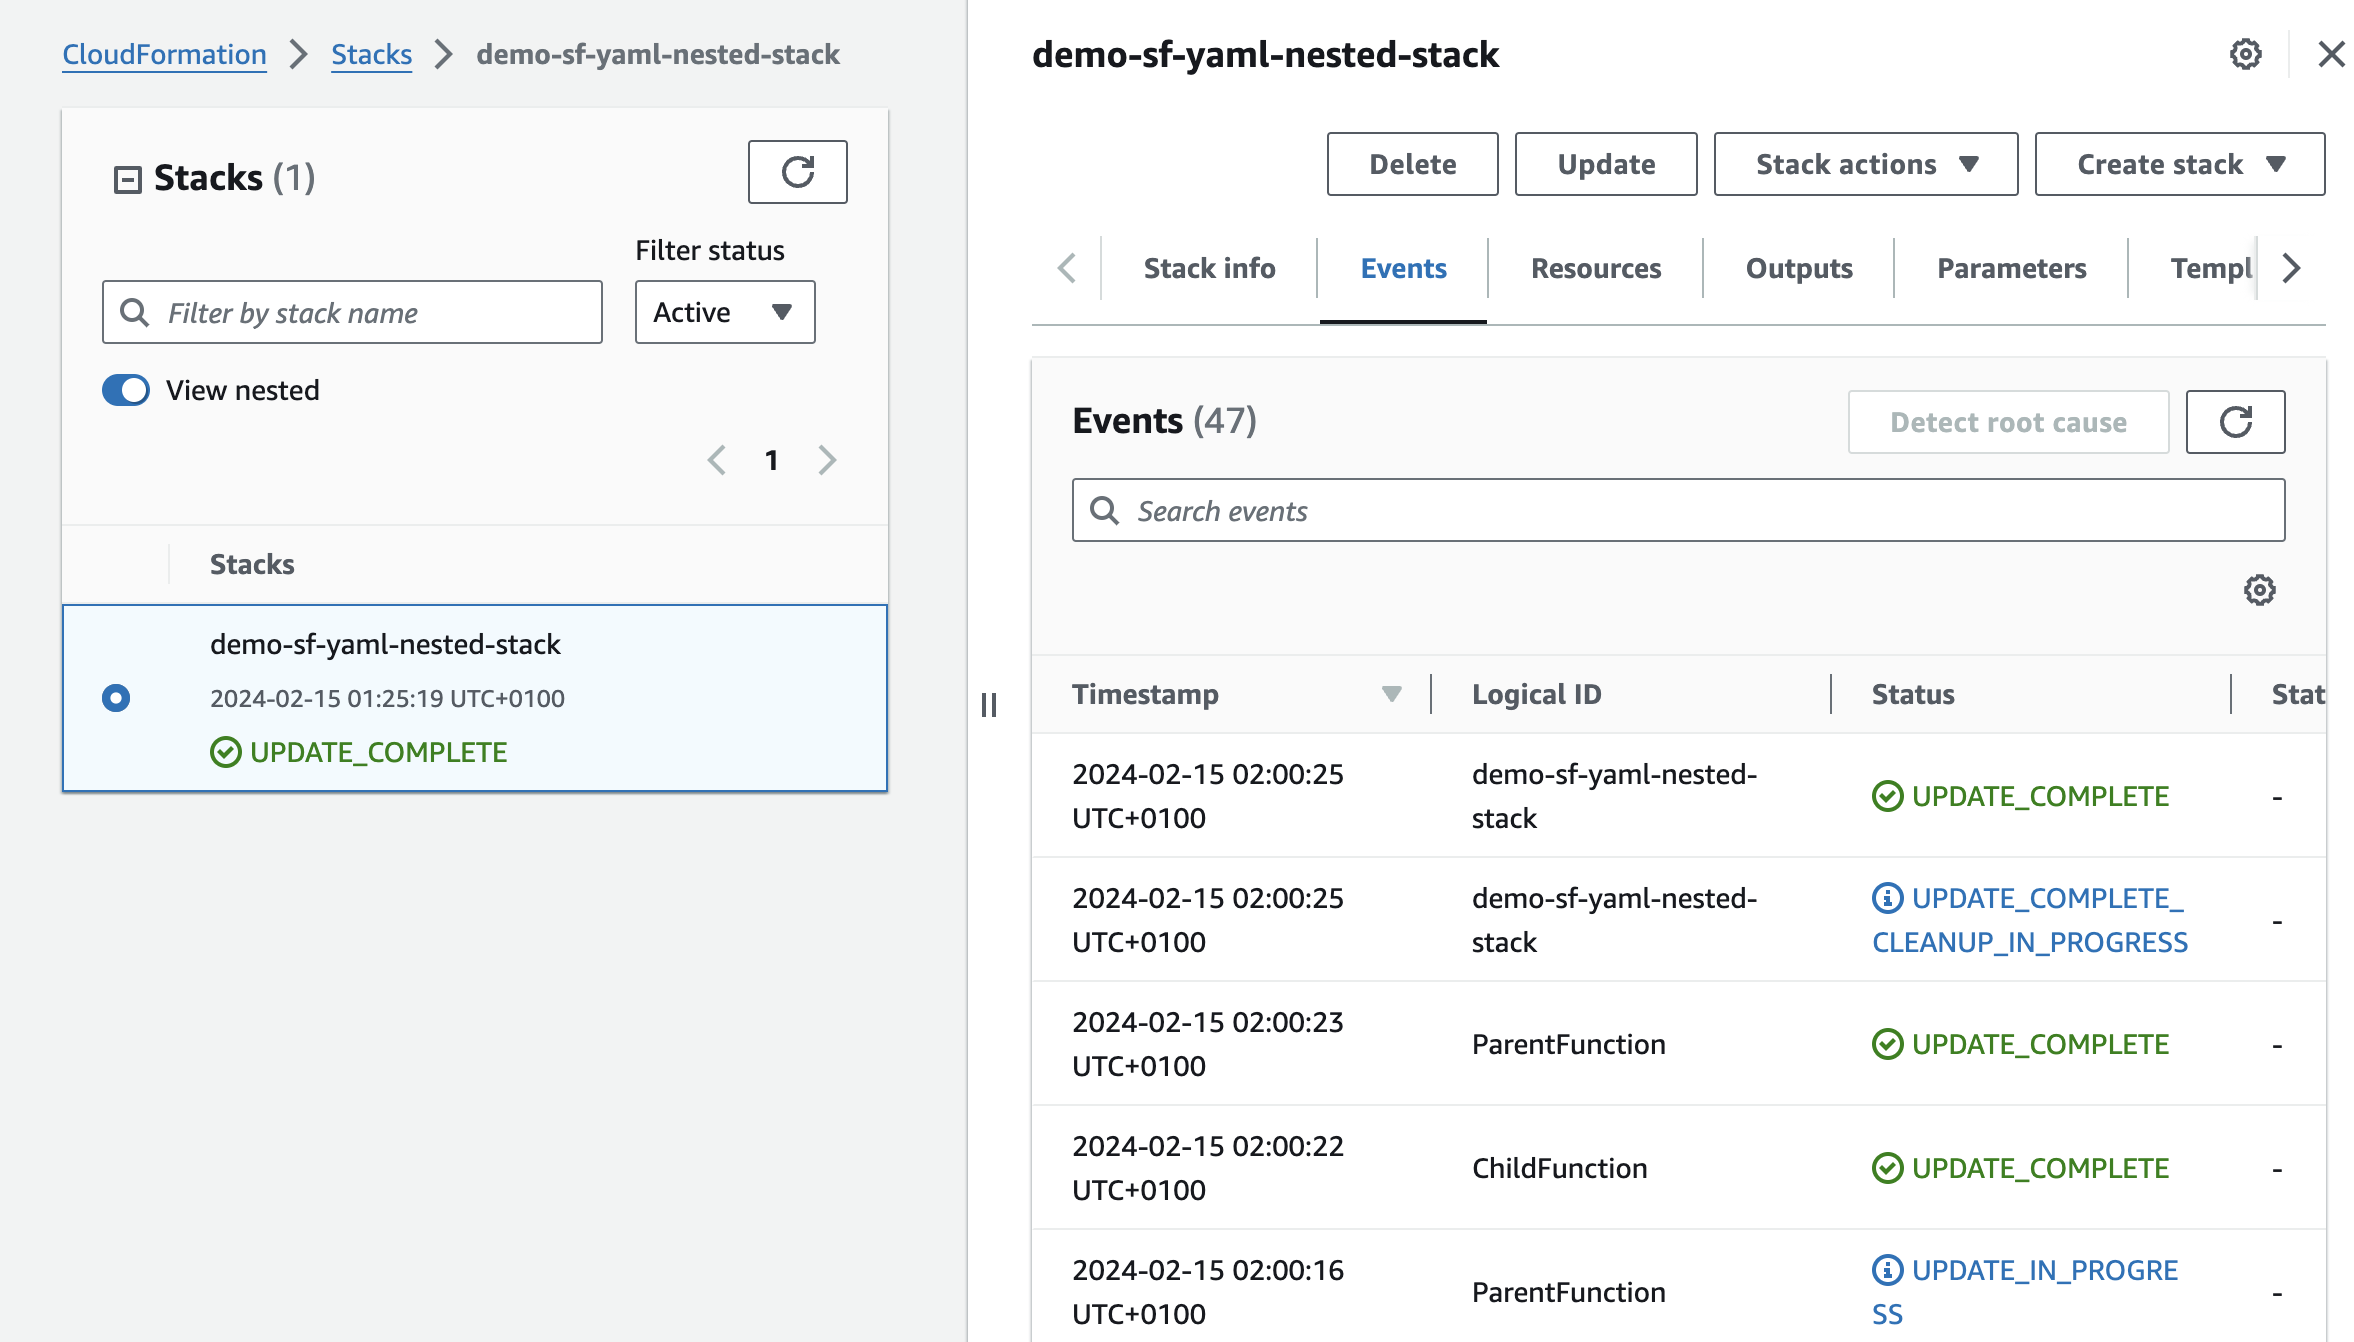 CloudFormation > Stacks > demo-sf-yaml-nested-stack
Stacks (1)
Filter status
Filter by stack name
Active
View nested
1
Stacks
demo-sf-yaml-nested-stack
2024-02-15 01:25:19 UTC+0100
UPDATE_COMPLETE
demo-sf-yaml-nested-stack
Delete Update Stack actions Create stack
Stack info Events Resources Outputs Parameters Templ
Events (47)
Detect root cause
Search events
Timestamp Logical ID Status Stat
2024-02-15 02:00:25
UTC+0100
demo-sf-yaml-nested-
stack
UPDATE_COMPLETE
-
2024-02-15 02:00:25
UTC+0100
demo-sf-yaml-nested-
stack
UPDATE_COMPLETE_
CLEANUP_IN_PROGRESS
-
2024-02-15 02:00:23
UTC+0100
ParentFunction
UPDATE_COMPLETE
-
2024-02-15 02:00:22
UTC+0100
ChildFunction
UPDATE_COMPLETE
-
2024-02-15 02:00:16
UTC+0100
ParentFunction
UPDATE_IN_PROGRE
SS
-